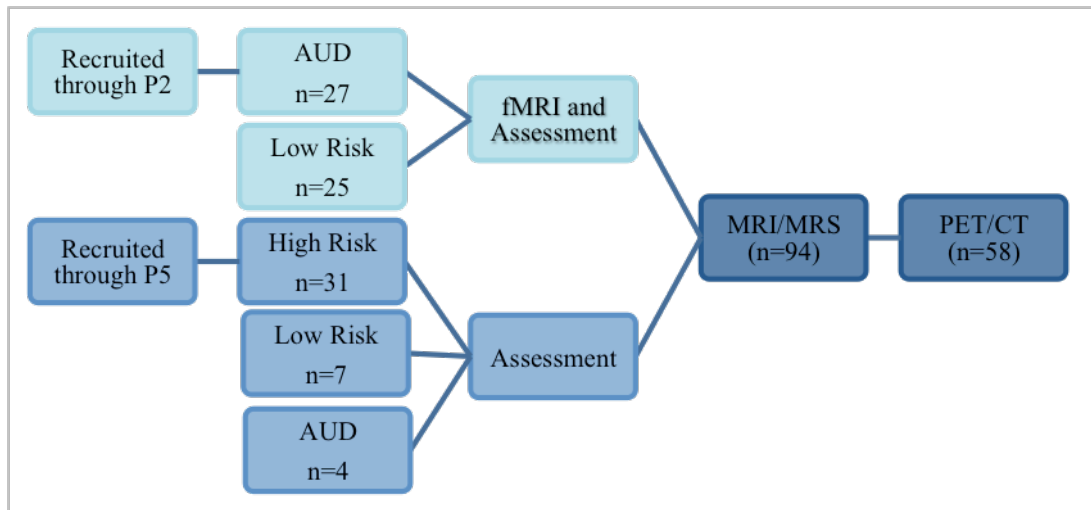 Recruited
through P2
AUD
n=27
Low Risk
n=25
fMRI and
Assessment
Recruited
through P5
High Risk
n=31
Low Risk
n=7
AUD
n=4
Assessment
MRI/MRS
(n=94)
PET/CT
(n=58)